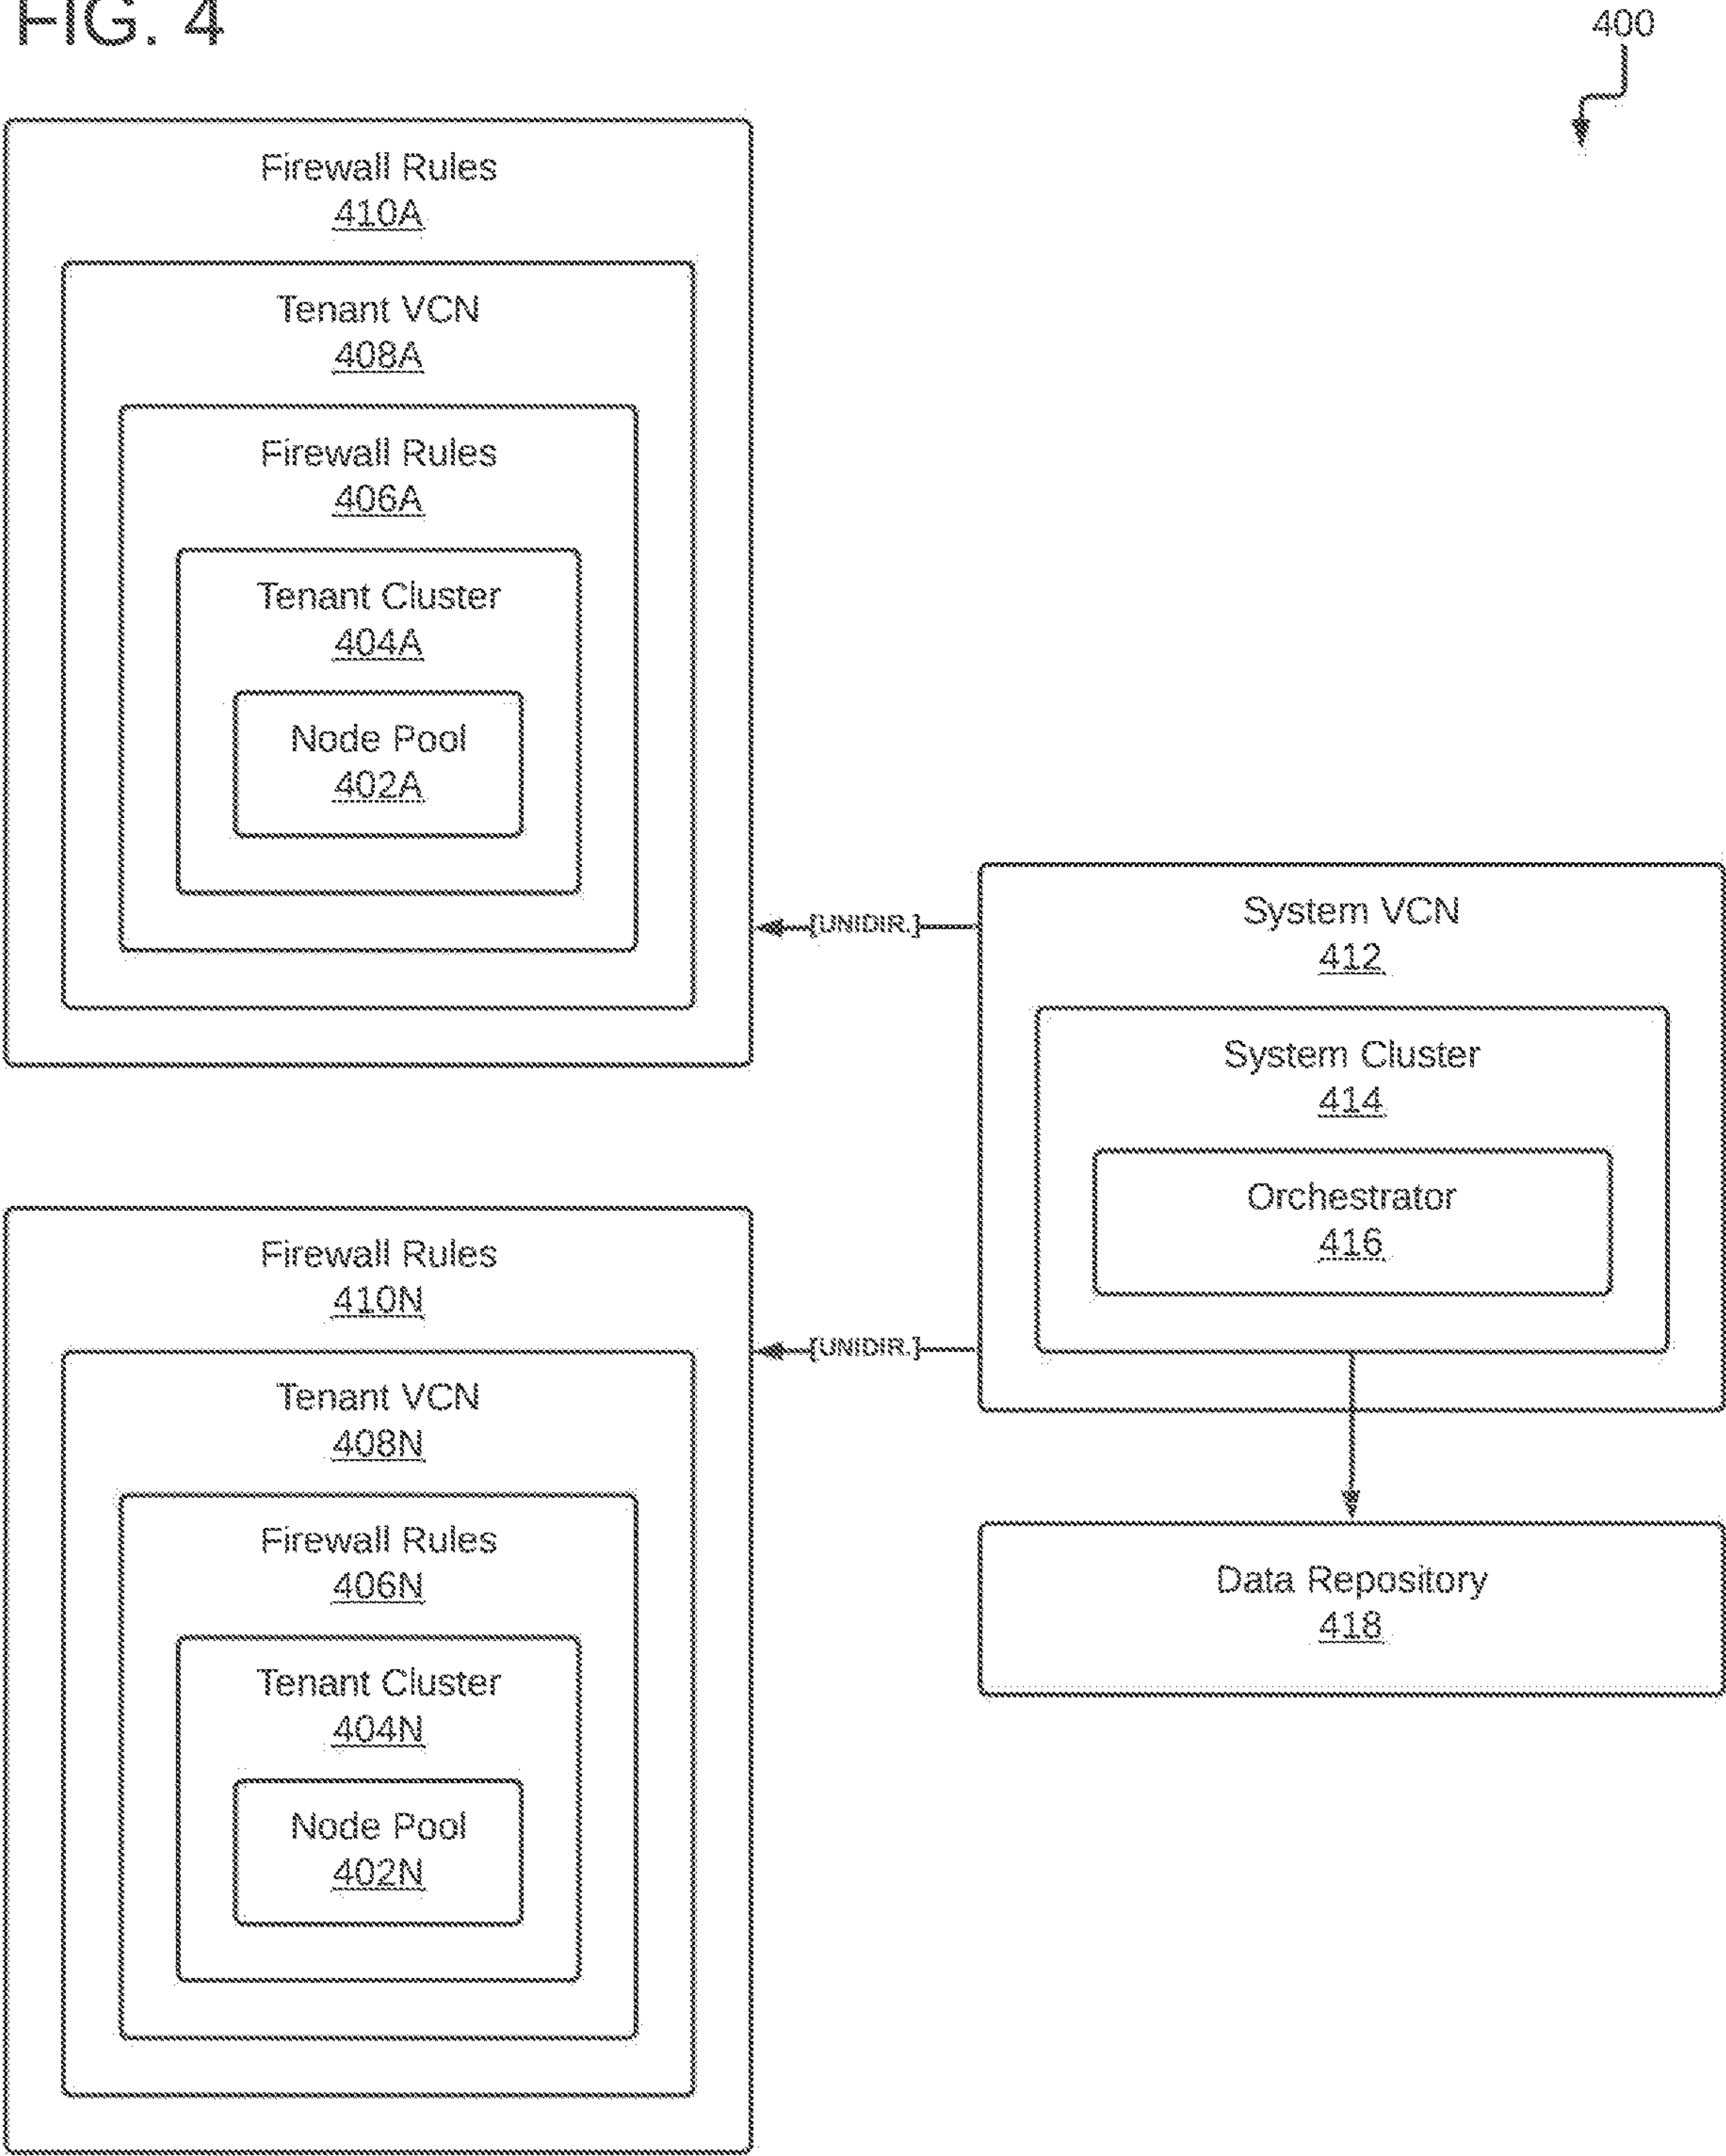 FIG. 4
400
Firewall Rules
410A
Tenant VCN
408A
Firewall Rules
406A
Tenant Cluster
404A
Node Pool
402A
[UNIDIR.]
System VCN
412
System Cluster
414
Orchestrator
416
Firewall Rules
410N
[UNIDIR.]
Tenant VCN
408N
Firewall Rules
406N
Data Repository
418
Tenant Cluster
404N
Node Pool
402N